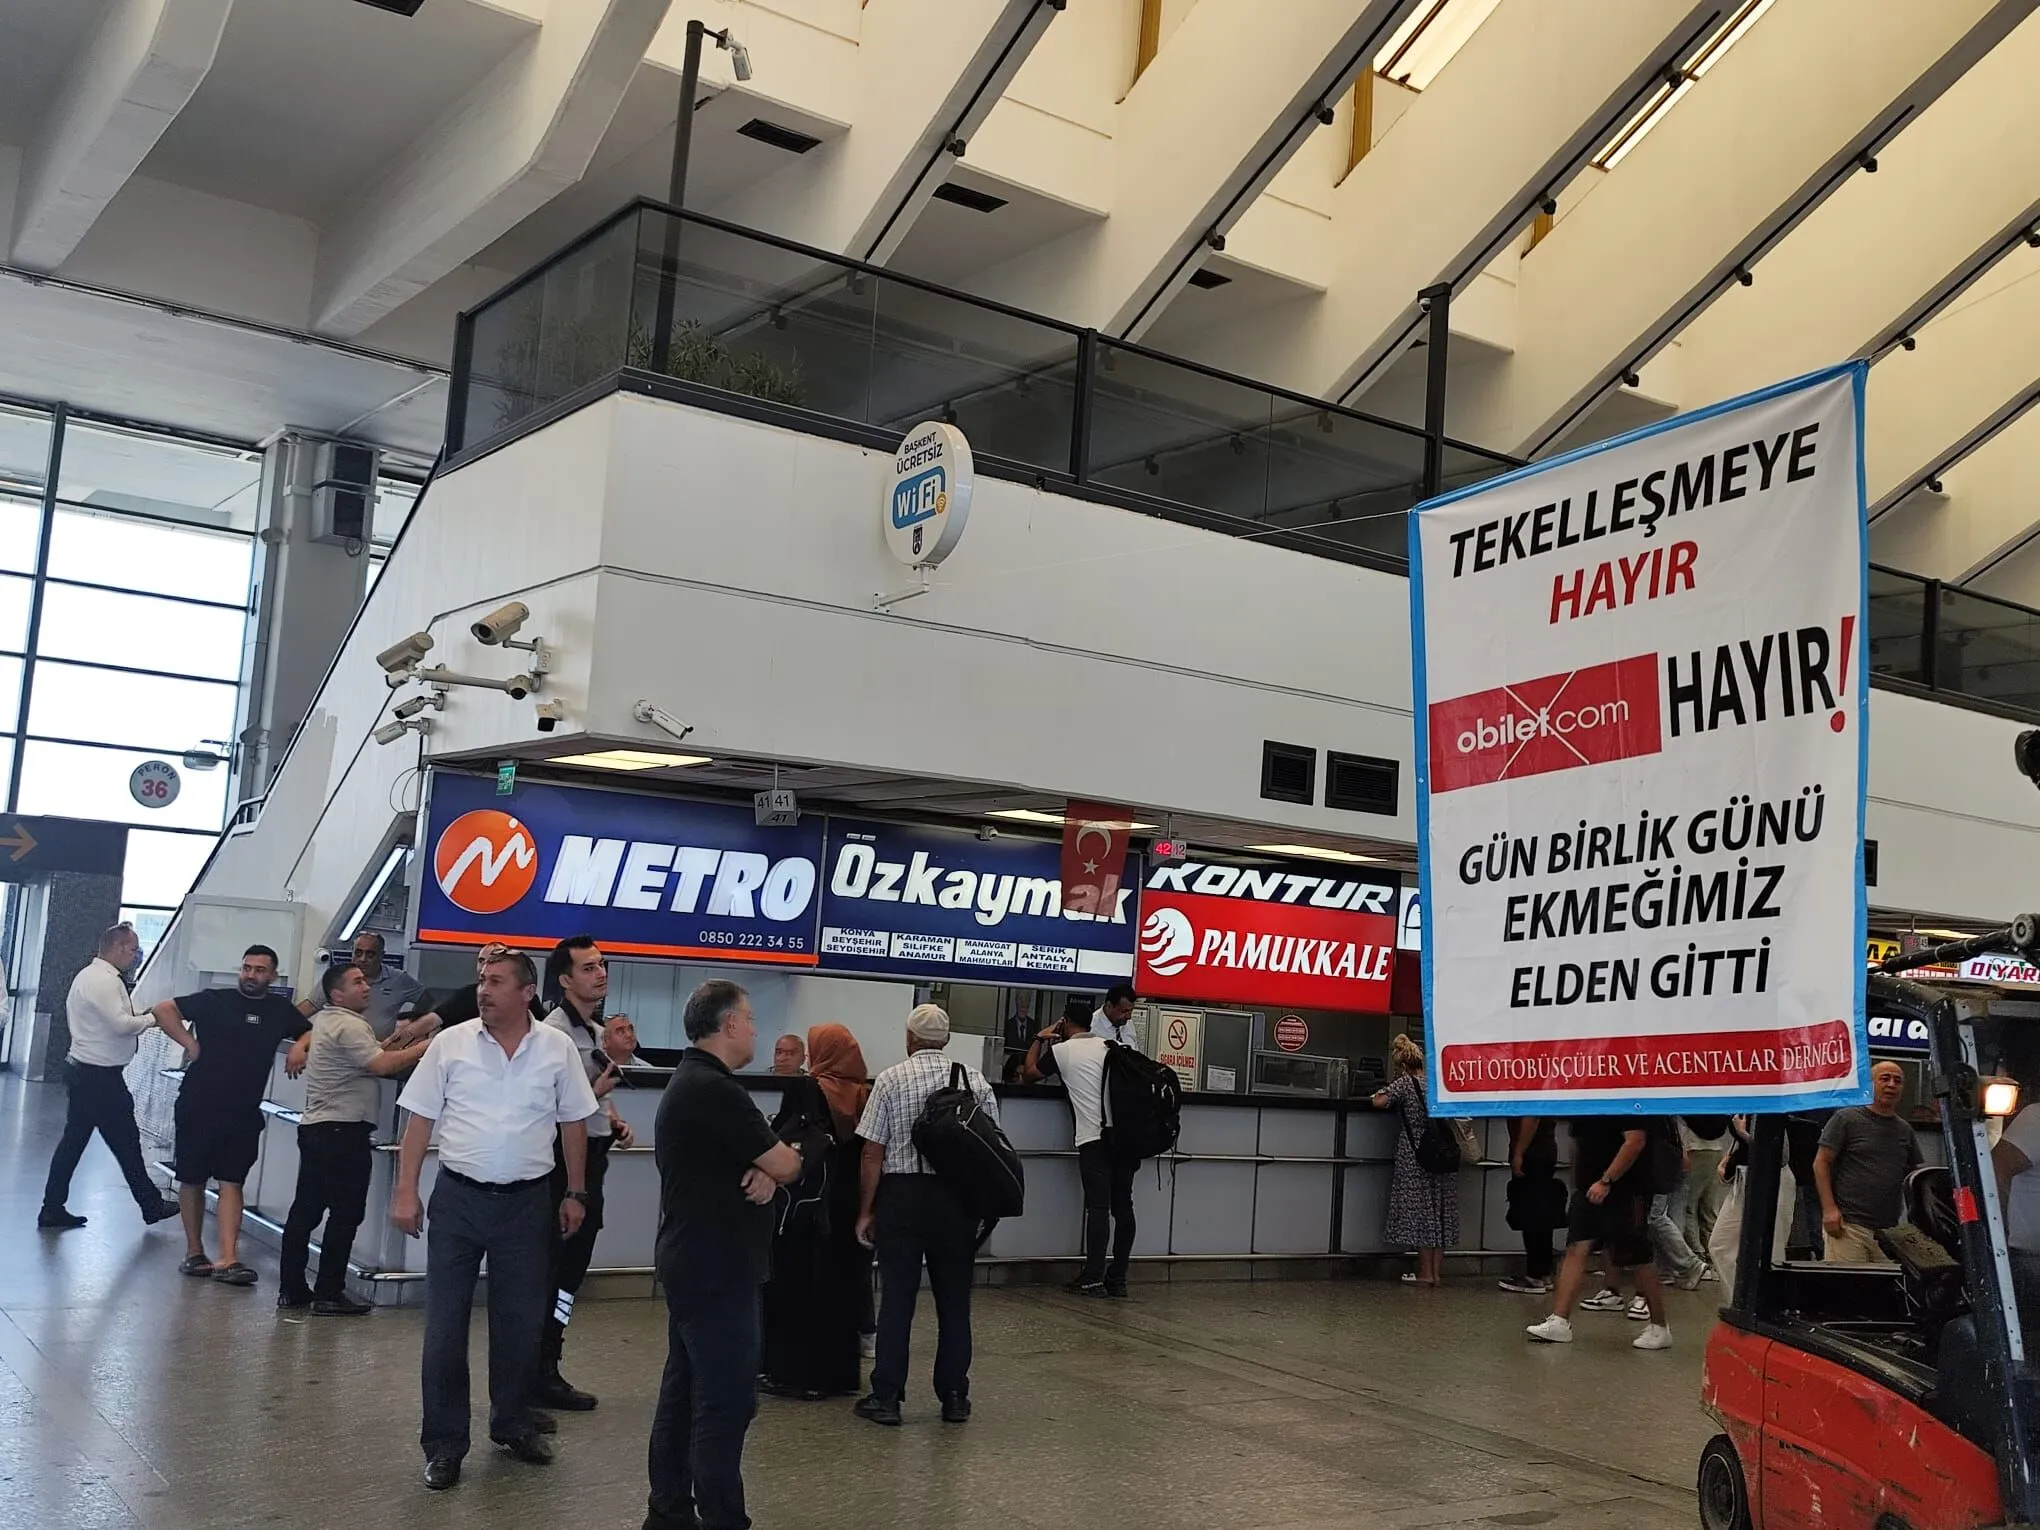 BAŞKENT
ÜCRETSİZ
WiFi
PERON
36
41 41
41
METRO
0850 222 34 55
Özkaymak
KONYA
BEYŞEHİR
SEYDİŞEHİR
KARAMAN
SİLİFKE
ANAMUR
MANAVGAT
ALANYA
MAHMUTLAR
SERİK
ANTALYA
KEMER
42 42
KONTUR
PAMUKKALE
TEKELLEŞMEYE
HAYIR
obilet.com HAYIR!
GÜN BİRLİK GÜNÜ
EKMEĞİMİZ
ELDEN GİTTİ
AŞTİ OTOBÜSÇÜLER VE ACENTALAR DERNEĞİ